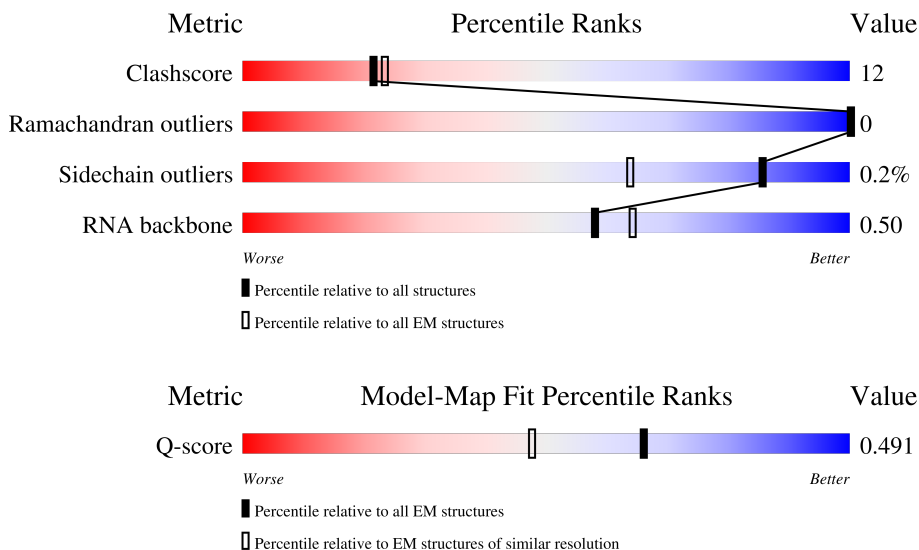 Metric Percentile Ranks Value
Clashscore 12
Ramachandran outliers 0
Sidechain outliers 0.2%
RNA backbone 0.50
Worse Better
Percentile relative to all structures
Percentile relative to all EM structures
Metric Model-Map Fit Percentile Ranks Value
Q-score 0.491
Worse Better
Percentile relative to all EM structures
Percentile relative to EM structures of similar resolution